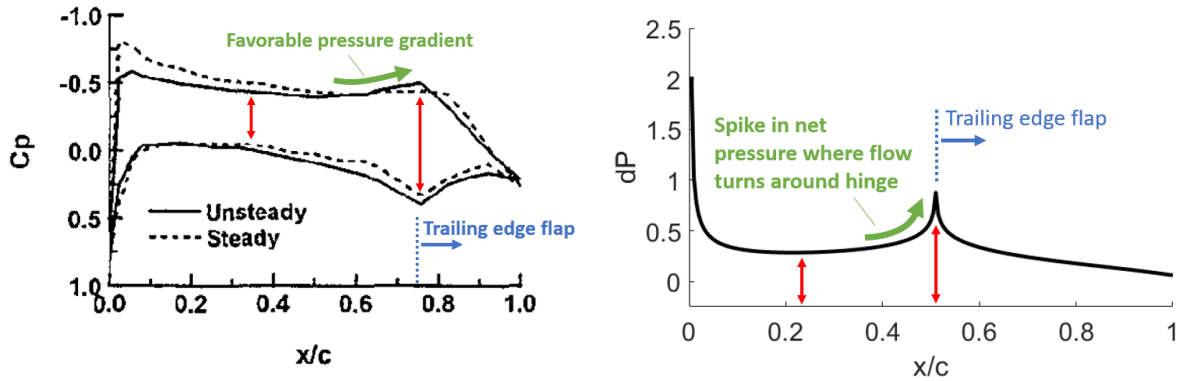 -1.0
-0.5
0.0
0.5
1.0
Cp
Favorable pressure gradient
Unsteady
Steady
Trailing edge flap
0.0
0.2
0.4
0.6
0.8
1.0
x/c
2.5
2
1.5
1
0.5
0
dP
Trailing edge flap
Spike in net
pressure where flow
turns around hinge
0
0.2
0.4
0.6
0.8
1
x/c